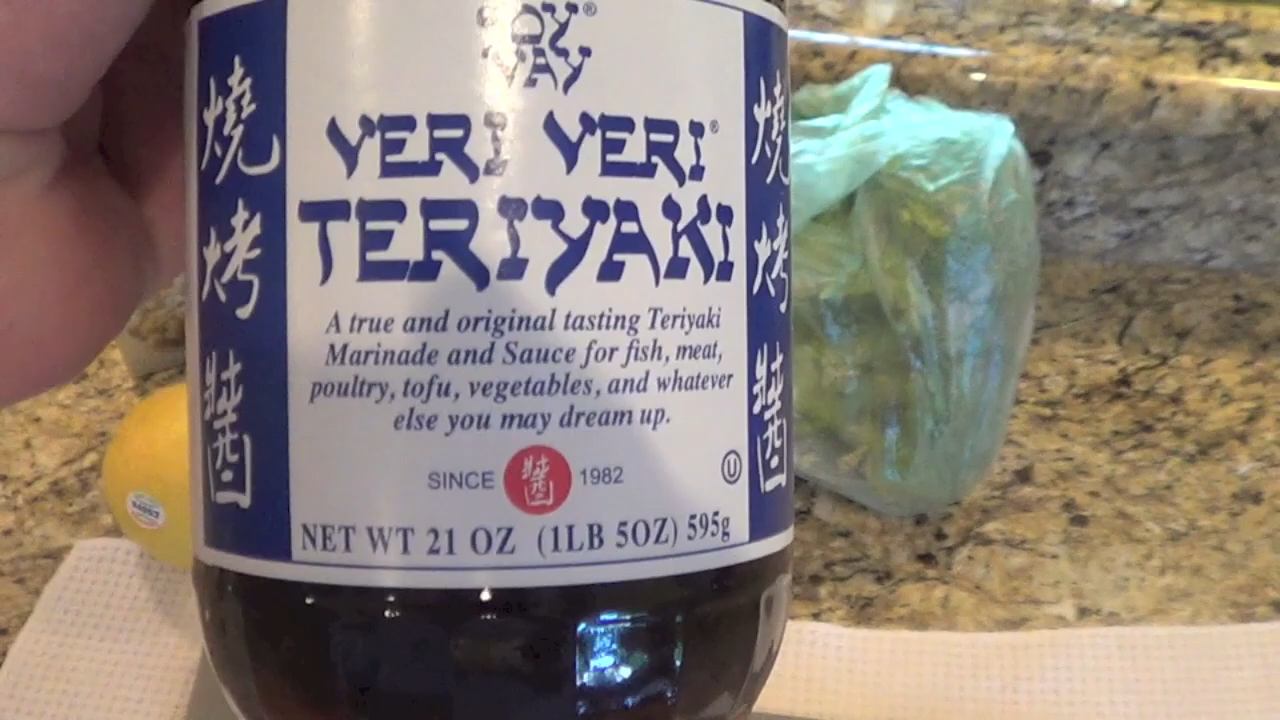 SOY
VAY®
VERI VERI®
TERIYAKI
A true and original tasting Teriyaki
Marinade and Sauce for fish, meat,
poultry, tofu, vegetables, and whatever
else you may dream up.
SINCE 醬 1982
U
NET WT 21 OZ (1LB 5OZ) 595g
燒烤醬
燒烤醬